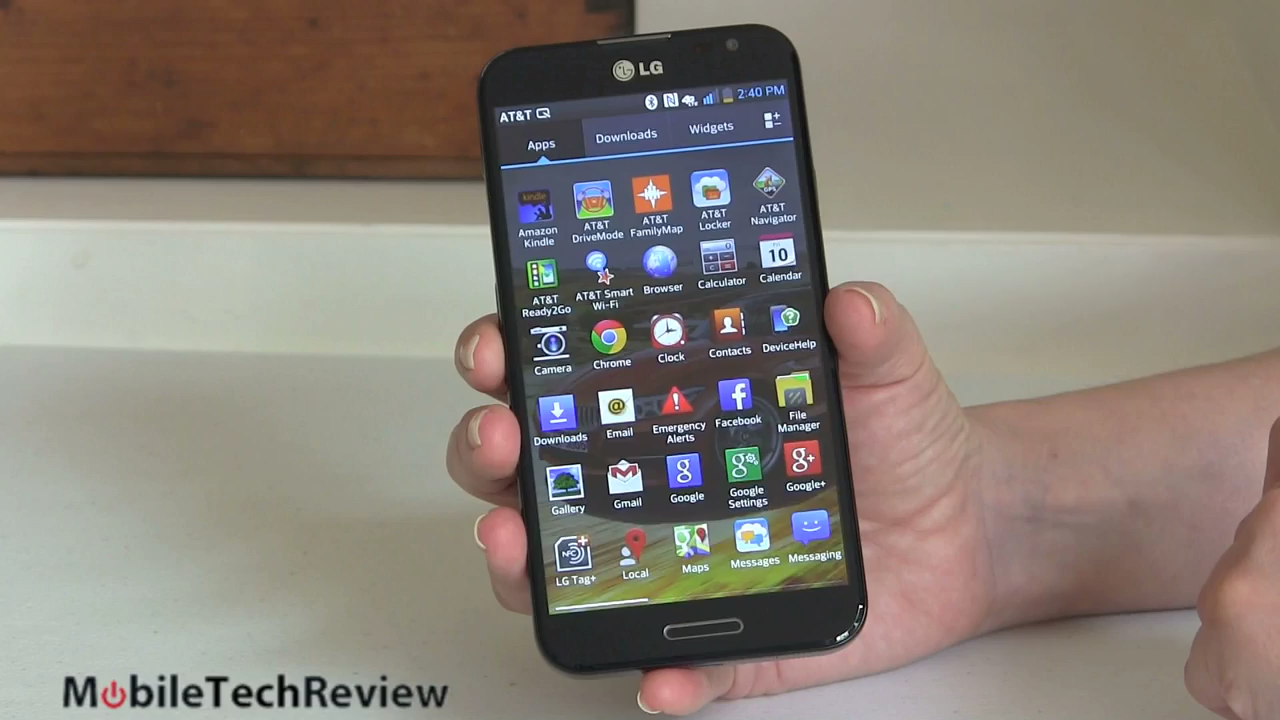 LG
AT&T 2:40 PM
Apps Downloads Widgets
kindle
GPS
Amazon Kindle
AT&T DriveMode
AT&T FamilyMap
AT&T Locker
AT&T Navigator
FRI
10
AT&T Ready2Go
AT&T Smart Wi-Fi
Browser
Calculator
Calendar
Camera
Chrome
Clock
Contacts
DeviceHelp
Downloads
Email
Emergency Alerts
Facebook
File Manager
Gallery
Gmail
Google
Google Settings
Google+
LG Tag+
Local
Maps
Messages
Messaging
MobileTechReview